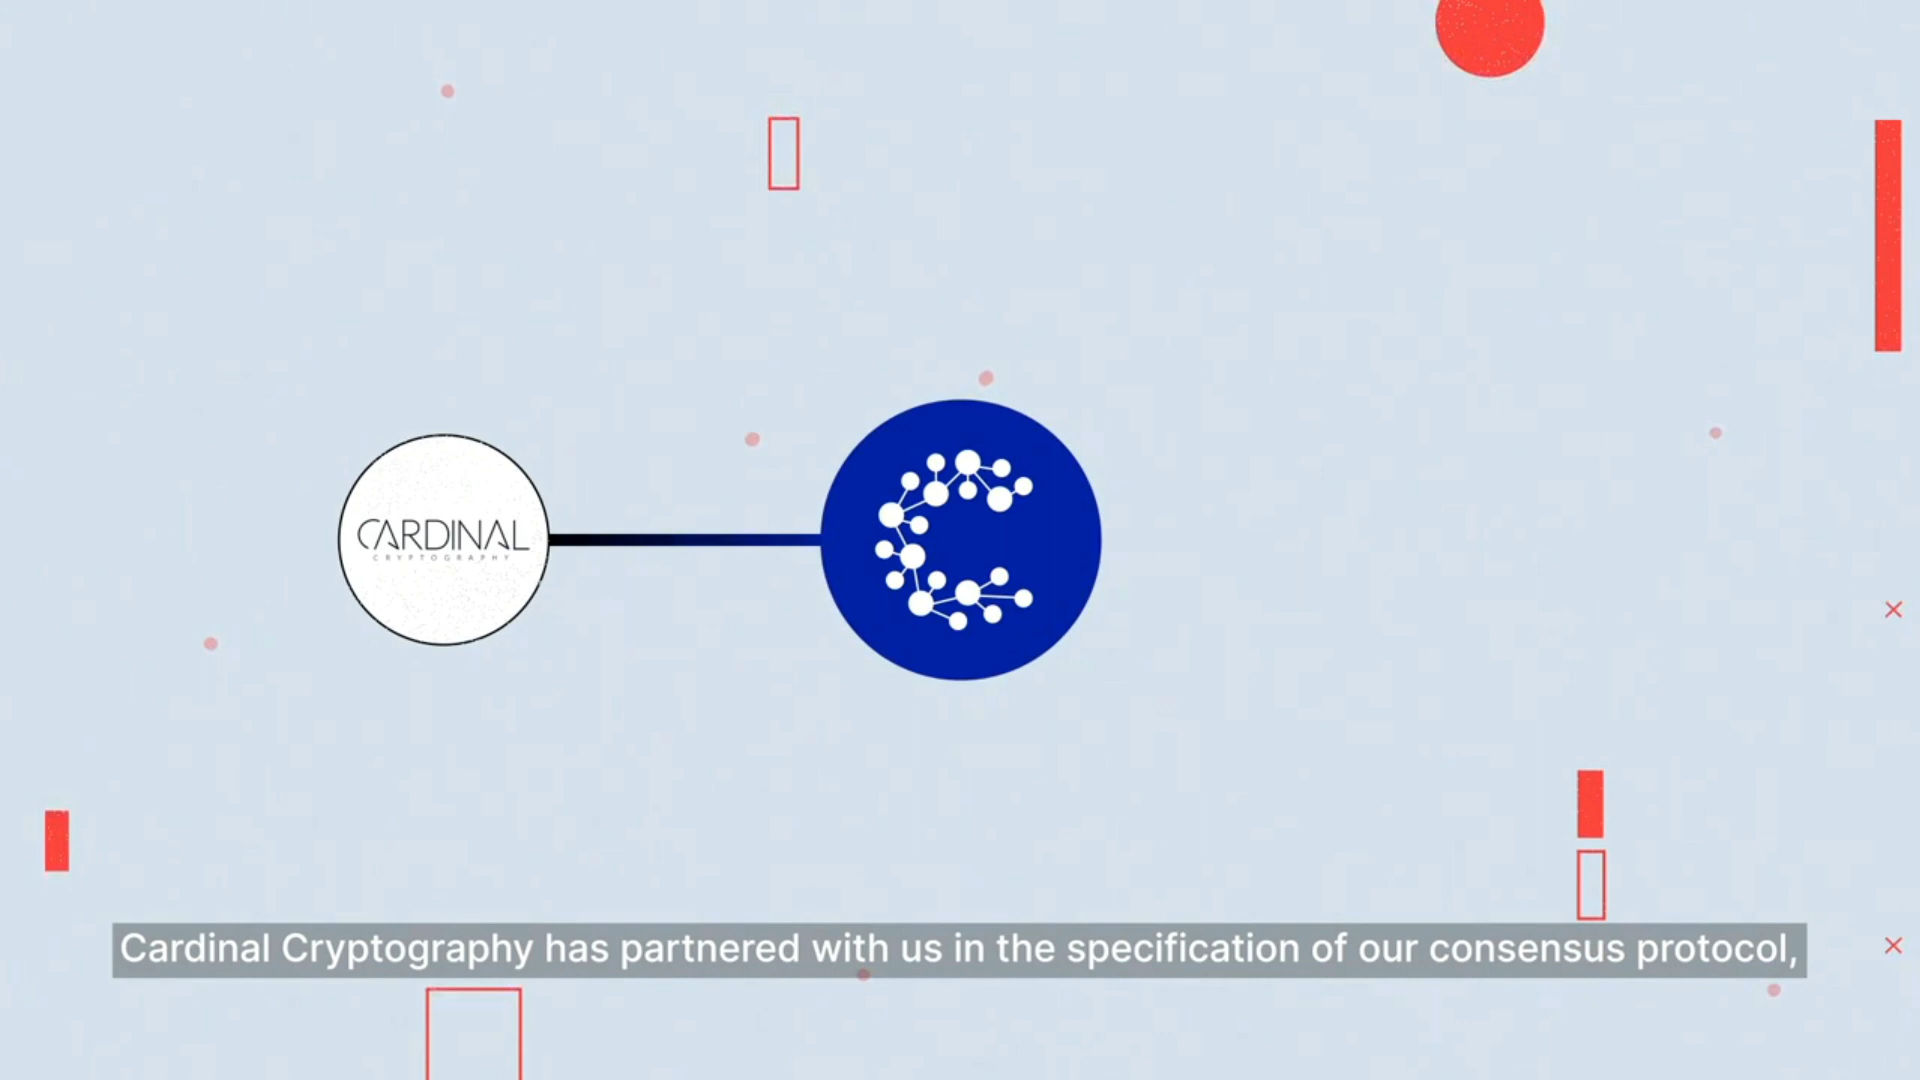 CARDINAL
CRYPTOGRAPHY
Cardinal Cryptography has partnered with us in the specification of our consensus protocol,